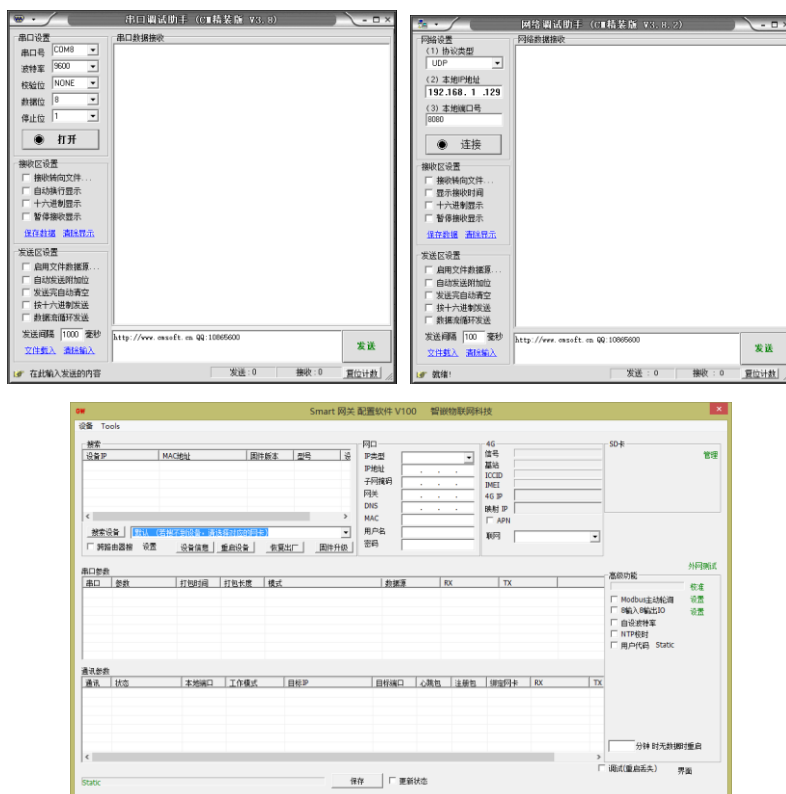 串口调试助手 (CM精装版 V3.8)
串口设置
串口号 COM8
波特率 9600
校验位 NONE
数据位 8
停止位 1
打开
接收区设置
接收转向文件...
自动换行显示
十六进制显示
暂停接收显示
保存数据 清除显示
发送区设置
启用文件数据源...
自动发送附加位
发送完自动清空
按十六进制发送
数据流循环发送
发送间隔 1000 毫秒
文件载入 清除输入
串口数据接收
http://www.cmsoft.cn QQ:10865600
发送
在此输入发送的内容
发送:0
接收:0
复位计数
网络调试助手 (CM精装版 V3.8.2)
网络设置
(1) 协议类型
UDP
(2) 本地IP地址
192.168. 1 .129
(3) 本地端口号
8080
连接
接收区设置
接收转向文件...
显示接收时间
十六进制显示
暂停接收显示
保存数据 清除显示
发送区设置
启用文件数据源...
自动发送附加位
发送完自动清空
按十六进制发送
数据流循环发送
发送间隔 100 毫秒
文件载入 清除输入
网络数据接收
http://www.cmsoft.cn QQ:10865600
发送
就绪!
发送 : 0
接收 : 0
复位计数
Smart 网关 配置软件 V100 智嵌物联网科技
设备 Tools
搜索
设备IP MAC地址 固件版本 型号 设
搜索设备 默认 (若搜不到设备,请选择对应的网卡)
跨路由器搜 设置 设备信息 重启设备 恢复出厂 固件升级
网口
IP类型
IP地址
子网掩码
网关
DNS
MAC
用户名
密码
4G
信号
基站
ICCID
IMEI
4G IP
映射 IP
APN
联网
SD卡
管理
外网测试
串口参数
串口 参数 打包时间 打包长度 模式 数据源 RX TX
高级功能
校准
Modbus主动轮询 设置
8输入8输出IO 设置
自设波特率
NTP校时
用户代码 Static
通讯参数
通讯 状态 本地端口 工作模式 目标IP 目标端口 心跳包 注册包 绑定网卡 RX TX
分钟 时无数据时重启
调试(重启丢失) 界面
Static
保存
更新状态